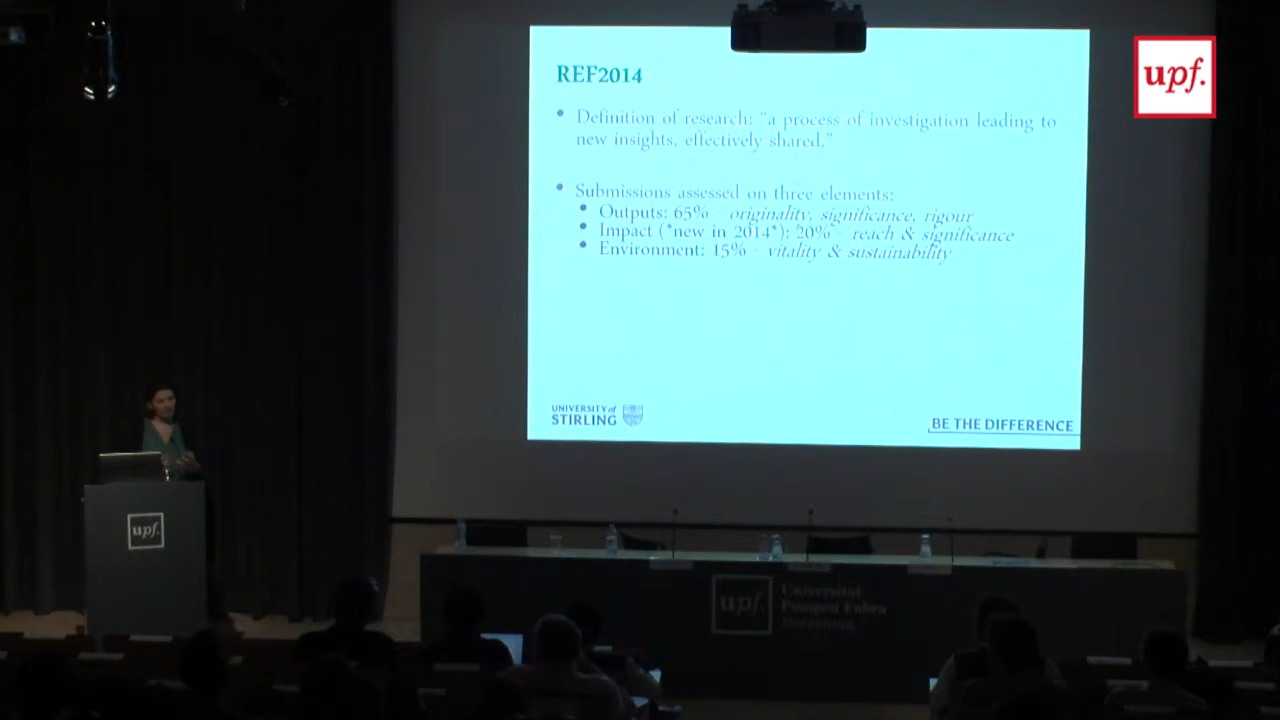 upf.
REF2014
• Definition of research: "a process of investigation leading to
new insights, effectively shared."
• Submissions assessed on three elements:
• Outputs: 65% - originality, significance, rigour
• Impact (*new in 2014*): 20% - reach & significance
• Environment: 15% - vitality & sustainability
UNIVERSITY of
STIRLING
BE THE DIFFERENCE
upf.
upf.
Universitat
Pompeu Fabra
Barcelona